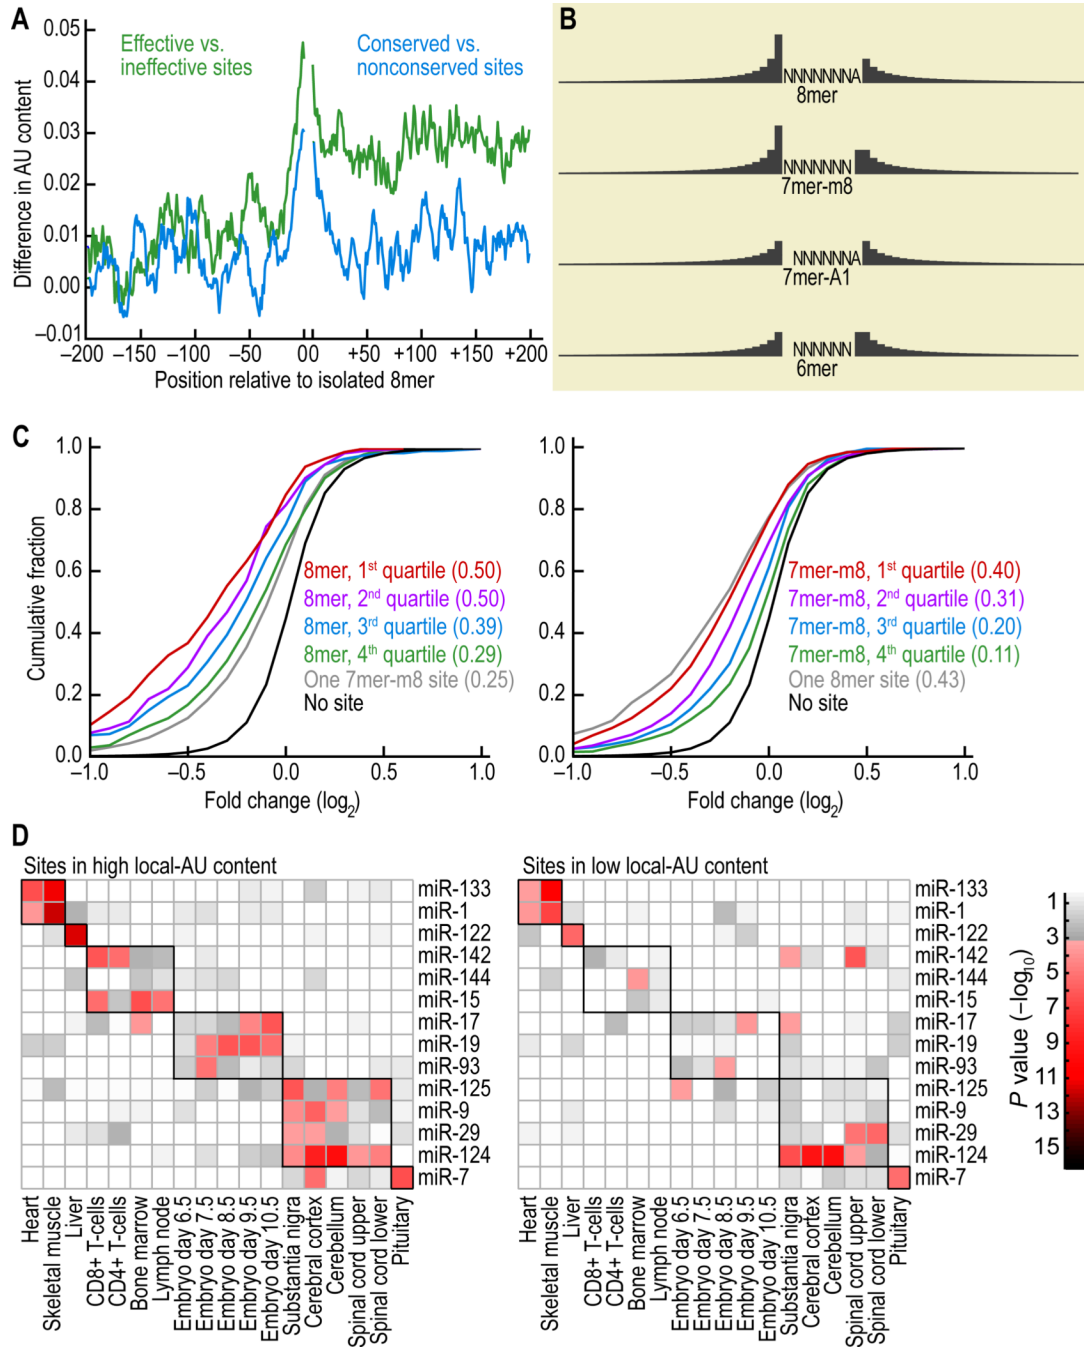 A
0.05
0.04
0.03
0.02
0.01
0.00
–0.01
Difference in AU content
Effective vs.
ineffective sites
Conserved vs.
nonconserved sites
–200 –150 –100 –50 0 0 +50 +100 +150 +200
Position relative to isolated 8mer
B
NNNNNNNA
8mer
NNNNNNN
7mer-m8
NNNNNNA
7mer-A1
NNNNNN
6mer
C
1.0
0.8
0.6
0.4
0.2
0.0
Cumulative fraction
8mer, 1st quartile (0.50)
8mer, 2nd quartile (0.50)
8mer, 3rd quartile (0.39)
8mer, 4th quartile (0.29)
One 7mer-m8 site (0.25)
No site
–1.0 –0.5 0.0 0.5 1.0
Fold change (log2)
1.0
0.8
0.6
0.4
0.2
0.0
7mer-m8, 1st quartile (0.40)
7mer-m8, 2nd quartile (0.31)
7mer-m8, 3rd quartile (0.20)
7mer-m8, 4th quartile (0.11)
One 8mer site (0.43)
No site
–1.0 –0.5 0.0 0.5 1.0
Fold change (log2)
D
Sites in high local-AU content
miR-133
miR-1
miR-122
miR-142
miR-144
miR-15
miR-17
miR-19
miR-93
miR-125
miR-9
miR-29
miR-124
miR-7
Heart
Skeletal muscle
Liver
CD8+ T-cells
CD4+ T-cells
Bone marrow
Lymph node
Embryo day 6.5
Embryo day 7.5
Embryo day 8.5
Embryo day 9.5
Embryo day 10.5
Substantia nigra
Cerebral cortex
Cerebellum
Spinal cord upper
Spinal cord lower
Pituitary
Sites in low local-AU content
miR-133
miR-1
miR-122
miR-142
miR-144
miR-15
miR-17
miR-19
miR-93
miR-125
miR-9
miR-29
miR-124
miR-7
Heart
Skeletal muscle
Liver
CD8+ T-cells
CD4+ T-cells
Bone marrow
Lymph node
Embryo day 6.5
Embryo day 7.5
Embryo day 8.5
Embryo day 9.5
Embryo day 10.5
Substantia nigra
Cerebral cortex
Cerebellum
Spinal cord upper
Spinal cord lower
Pituitary
1
3
5
7
9
11
13
15
P value (–log10)